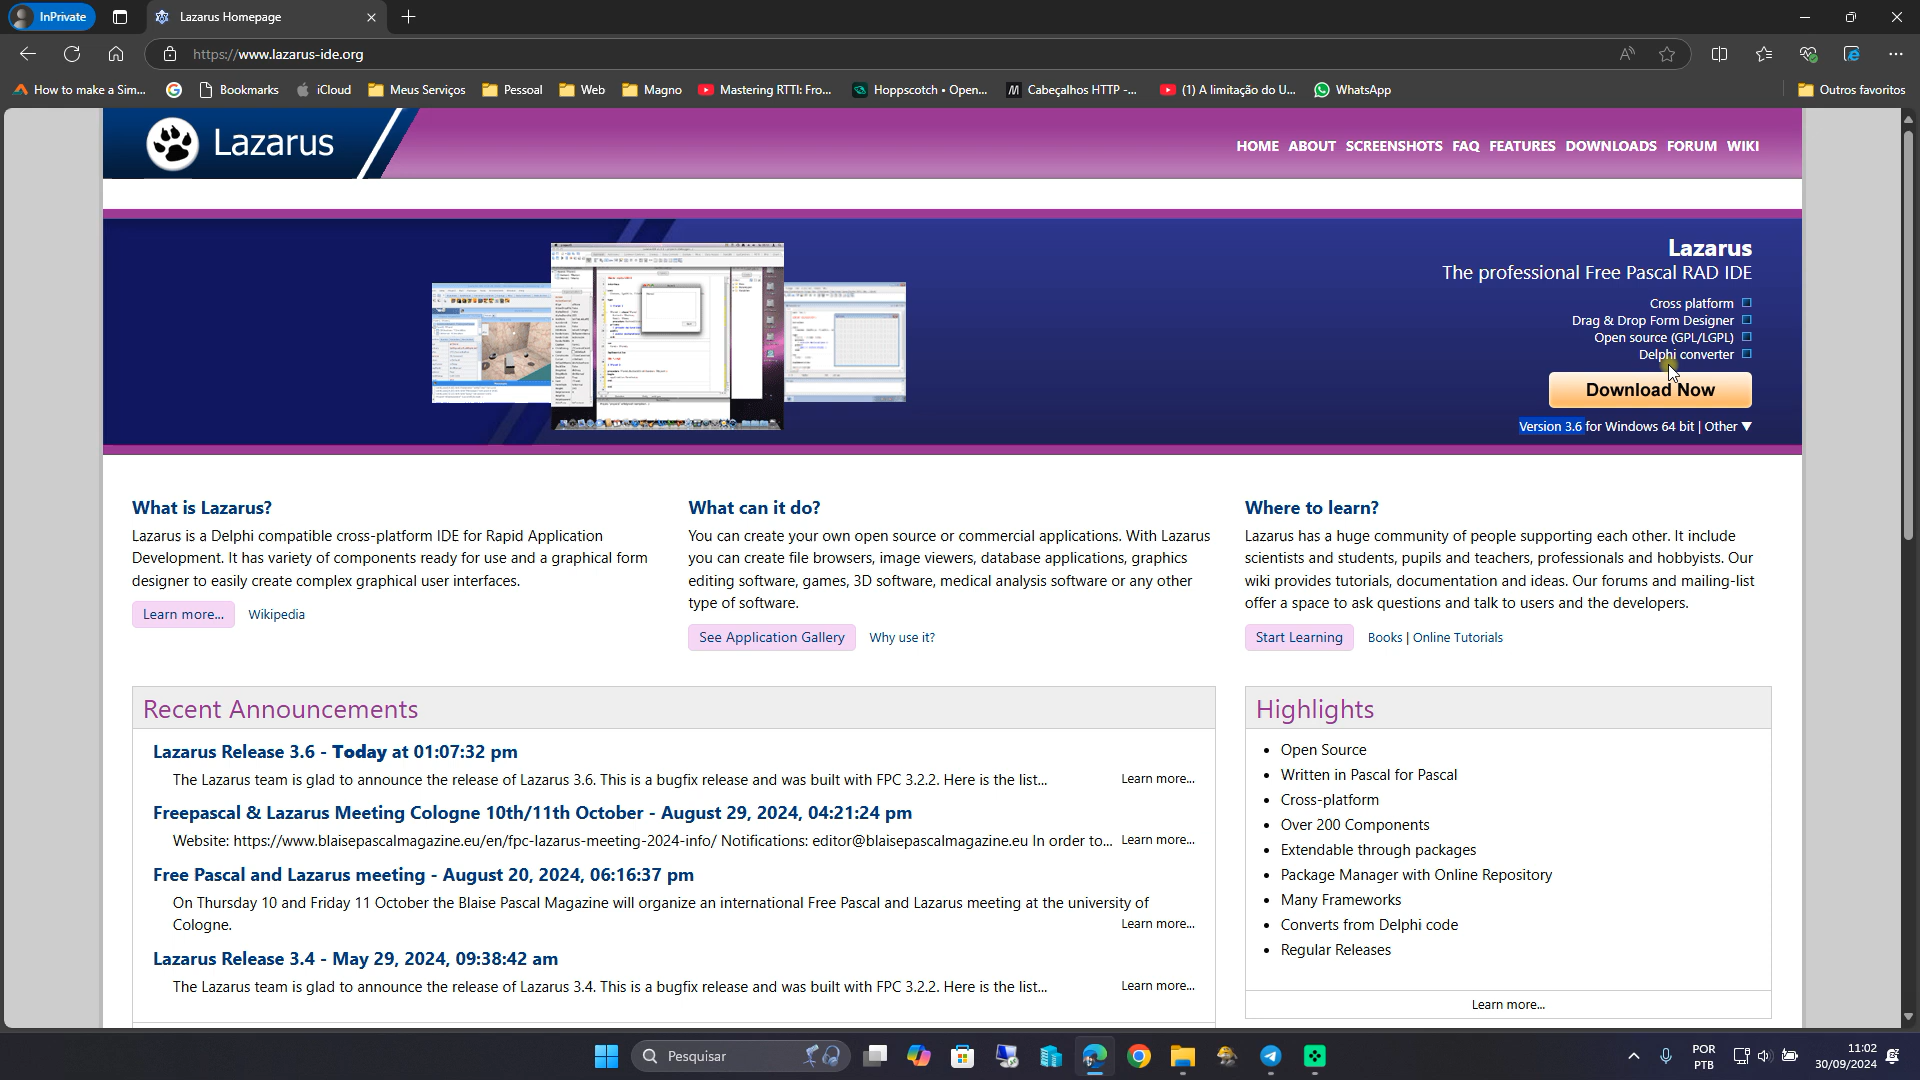 InPrivate
Lazarus Homepage
https://www.lazarus-ide.org
How to make a Sim...
Bookmarks
iCloud
Meus Serviços
Pessoal
Web
Magno
Mastering RTTI: Fro...
Hoppscotch • Open...
Cabeçalhos HTTP -...
(1) A limitação do U...
WhatsApp
Outros favoritos
Lazarus
HOME ABOUT SCREENSHOTS FAQ FEATURES DOWNLOADS FORUM WIKI
Lazarus
The professional Free Pascal RAD IDE
Cross platform
Drag & Drop Form Designer
Open source (GPL/LGPL)
Delphi converter
Download Now
Version 3.6 for Windows 64 bit | Other ▼
What is Lazarus?
Lazarus is a Delphi compatible cross-platform IDE for Rapid Application
Development. It has variety of components ready for use and a graphical form
designer to easily create complex graphical user interfaces.
Learn more... Wikipedia
What can it do?
You can create your own open source or commercial applications. With Lazarus
you can create file browsers, image viewers, database applications, graphics
editing software, games, 3D software, medical analysis software or any other
type of software.
See Application Gallery Why use it?
Where to learn?
Lazarus has a huge community of people supporting each other. It include
scientists and students, pupils and teachers, professionals and hobbyists. Our
wiki provides tutorials, documentation and ideas. Our forums and mailing-list
offer a space to ask questions and talk to users and the developers.
Start Learning Books | Online Tutorials
Recent Announcements
Lazarus Release 3.6 - Today at 01:07:32 pm
The Lazarus team is glad to announce the release of Lazarus 3.6. This is a bugfix release and was built with FPC 3.2.2. Here is the list... Learn more...
Freepascal & Lazarus Meeting Cologne 10th/11th October - August 29, 2024, 04:21:24 pm
Website: https://www.blaisepascalmagazine.eu/en/fpc-lazarus-meeting-2024-info/ Notifications: editor@blaisepascalmagazine.eu In order to... Learn more...
Free Pascal and Lazarus meeting - August 20, 2024, 06:16:37 pm
On Thursday 10 and Friday 11 October the Blaise Pascal Magazine will organize an international Free Pascal and Lazarus meeting at the university of
Cologne. Learn more...
Lazarus Release 3.4 - May 29, 2024, 09:38:42 am
The Lazarus team is glad to announce the release of Lazarus 3.4. This is a bugfix release and was built with FPC 3.2.2. Here is the list... Learn more...
Highlights
• Open Source
• Written in Pascal for Pascal
• Cross-platform
• Over 200 Components
• Extendable through packages
• Package Manager with Online Repository
• Many Frameworks
• Converts from Delphi code
• Regular Releases
Learn more...
Pesquisar
POR
PTB
11:02
30/09/2024